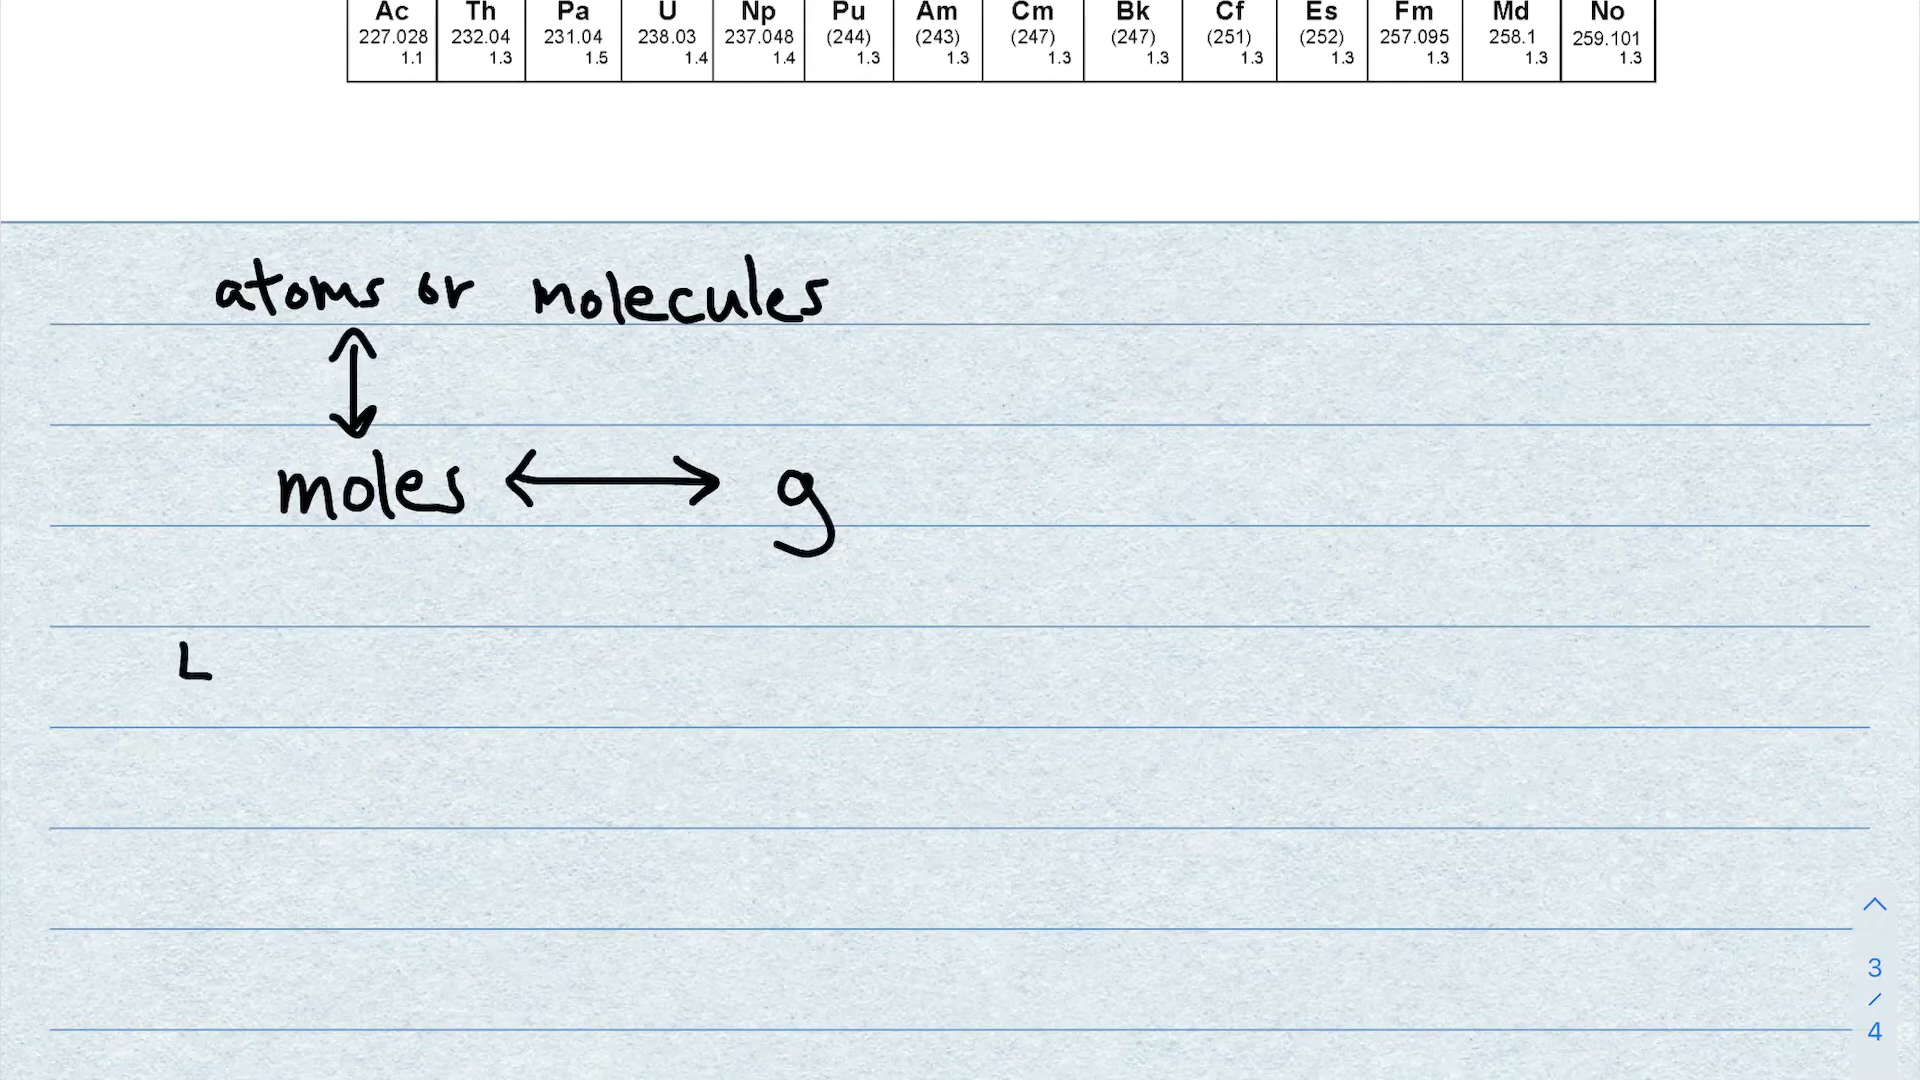 Ac Th Pa U Np Pu Am Cm Bk Cf Es Fm Md No
227.028 232.04 231.04 238.03 237.048 (244) (243) (247) (247) (251) (252) 257.095 258.1 259.101
1.1 1.3 1.5 1.4 1.4 1.3 1.3 1.3 1.3 1.3 1.3 1.3 1.3 1.3
atoms or molecules
moles ⟷ g
L
3
/
4